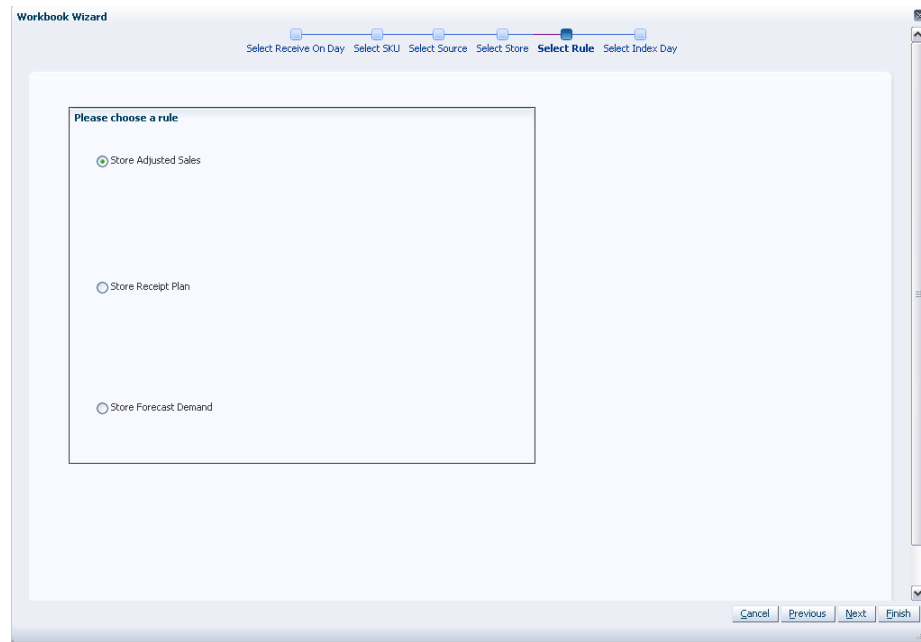 Workbook Wizard
Select Receive On Day Select SKU Select Source Select Store Select Rule Select Index Day
Please choose a rule
Store Adjusted Sales
Store Receipt Plan
Store Forecast Demand
Cancel Previous Next Finish